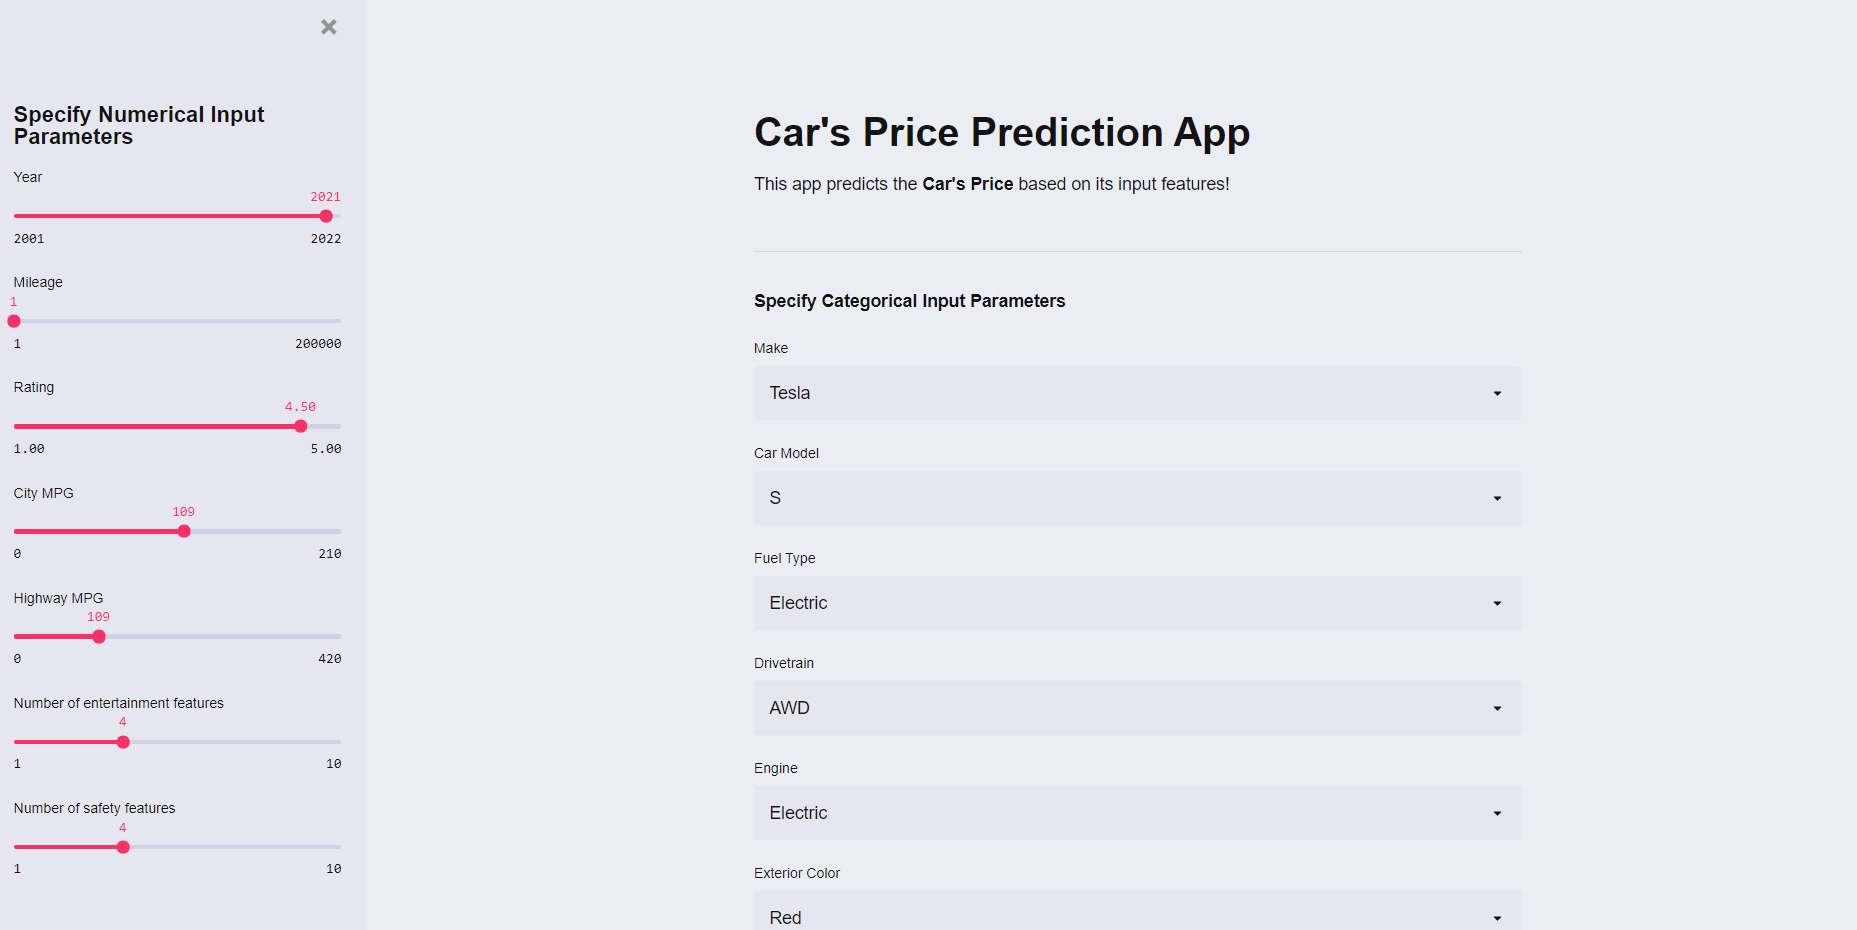 Specify Numerical Input
Parameters
Year
2021
2001 2022
Mileage
1
1 200000
Rating
4.50
1.00 5.00
City MPG
109
0 210
Highway MPG
109
0 420
Number of entertainment features
4
1 10
Number of safety features
4
1 10
Car's Price Prediction App
This app predicts the Car's Price based on its input features!
Specify Categorical Input Parameters
Make
Tesla
Car Model
S
Fuel Type
Electric
Drivetrain
AWD
Engine
Electric
Exterior Color
Red